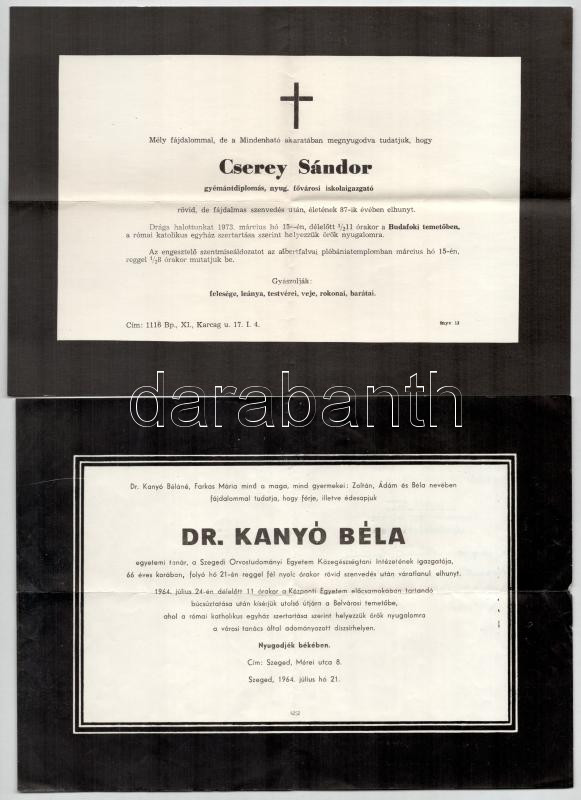 Mély fájdalommal, de a Mindenható akaratában megnyugodva tudatjuk, hogy
Cserey Sándor
gyémántdiplomás, nyug. fővárosi iskolaigazgató
rövid, de fájdalmas szenvedés után, életének 87-ik évében elhunyt.
Drága halottunkat 1973. március hó 15-én, délelőtt 1/211 órakor a Budafoki temetőben,
a római katolikus egyház szertartása szerint helyezzük örök nyugalomra.
Az engesztelő szentmiseáldozatot az albertfalvai plébániatemplomban március hó 15-én,
reggel 1/28 órakor mutatjuk be.
Gyászolják:
felesége, leánya, testvérei, veje, rokonai, barátai.
Cím: 1116 Bp., XI., Karcag u. 17. I. 4.
Bnyv 13
darabanth
Dr. Kanyó Béláné, Farkas Mária mind a maga, mind gyermekei: Zoltán, Ádám és Béla nevében
fájdalommal tudatja, hogy férje, illetve édesapjuk
DR. KANYÓ BÉLA
egyetemi tanár, a Szegedi Orvostudományi Egyetem Közegészségtani Intézetének igazgatója,
66 éves korában, folyó hó 21-én reggel fél nyolc órakor rövid szenvedés után váratlanul elhunyt.
1964. július 24-én délelőtt 11 órakor a Központi Egyetem előcsarnokában tartandó
búcsúztatása után kísérjük utolsó útjára a Belvárosi temetőbe,
ahol a római katholikus egyház szertartása szerint helyezzük örök nyugalomra
a városi tanács által adományozott díszsírhelyen.
Nyugodjék békében.
Cím: Szeged, Mérei utca 8.
Szeged, 1964. július hó 21.
4252